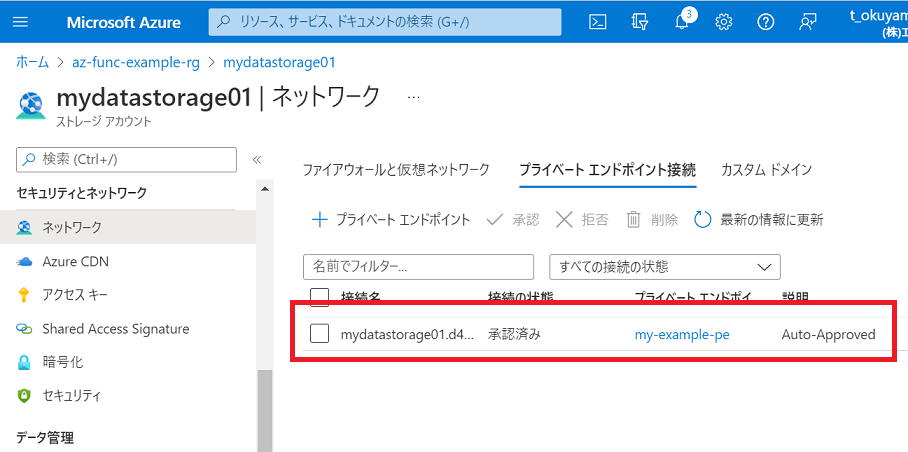 Microsoft Azure
リソース、サービス、ドキュメントの検索 (G+/)
3
t_okuyam
(株)エ
ホーム > az-func-example-rg > mydatastorage01
mydatastorage01 | ネットワーク ...
ストレージ アカウント
検索 (Ctrl+/) «
セキュリティとネットワーク
ネットワーク
Azure CDN
アクセス キー
Shared Access Signature
暗号化
セキュリティ
データ管理
ファイアウォールと仮想ネットワーク プライベート エンドポイント接続 カスタム ドメイン
プライベート エンドポイント 承認 拒否 削除 最新の情報に更新
名前でフィルター... すべての接続の状態
接続名 接続の状態 プライベート エンドポイ 説明
mydatastorage01.d4... 承認済み my-example-pe Auto-Approved